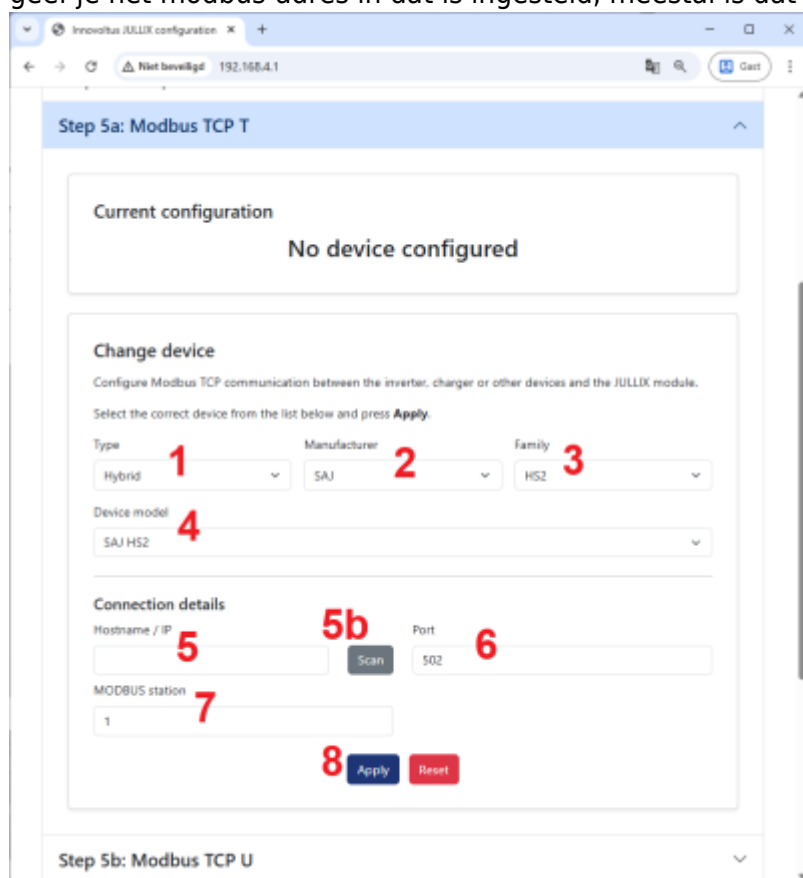 geef je het modbus-adres in dat is ingesteld, meestal is dat
Innovoltus JULLIX configuration
Niet beveiligd 192.168.4.1 Gast
Step 5a: Modbus TCP T
Current configuration
No device configured
Change device
Configure Modbus TCP communication between the inverter, charger or other devices and the JULLIX module.
Select the correct device from the list below and press Apply.
Type Manufacturer Family
1 2 3
Hybrid SAJ HS2
Device model
4
SAJ HS2
Connection details
Hostname / IP 5b Port
5 Scan 502 6
MODBUS station
7
1
8 Apply Reset
Step 5b: Modbus TCP U